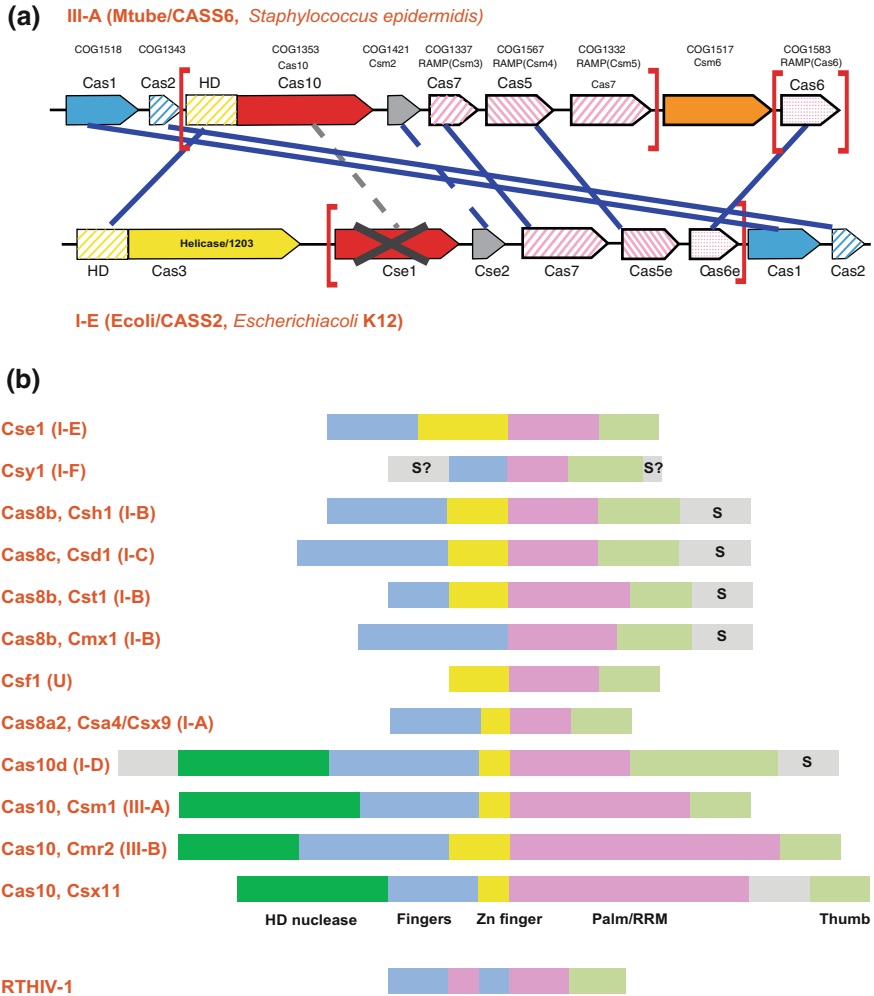 (a)
III-A (Mtube/CASS6, Staphylococcus epidermidis)
COG1518 COG1343 COG1353 COG1421 COG1337 COG1567 COG1332 COG1517 COG1583
Cas10 Csm2 RAMP(Csm3) RAMP(Csm4) RAMP(Csm5) Csm6 RAMP(Cas6)
Cas1 Cas2 HD Cas10 Cas7 Cas5 Cas7 Cas6
Helicase/1203
HD Cas3 Cse1 Cse2 Cas7 Cas5e Cas6e Cas1 Cas2
I-E (Ecoli/CASS2, Escherichiacoli K12)
(b)
Cse1 (I-E)
Csy1 (I-F) S? S?
Cas8b, Csh1 (I-B) S
Cas8c, Csd1 (I-C) S
Cas8b, Cst1 (I-B) S
Cas8b, Cmx1 (I-B) S
Csf1 (U)
Cas8a2, Csa4/Csx9 (I-A)
Cas10d (I-D) S
Cas10, Csm1 (III-A)
Cas10, Cmr2 (III-B)
Cas10, Csx11
HD nuclease Fingers Zn finger Palm/RRM Thumb
RTHIV-1